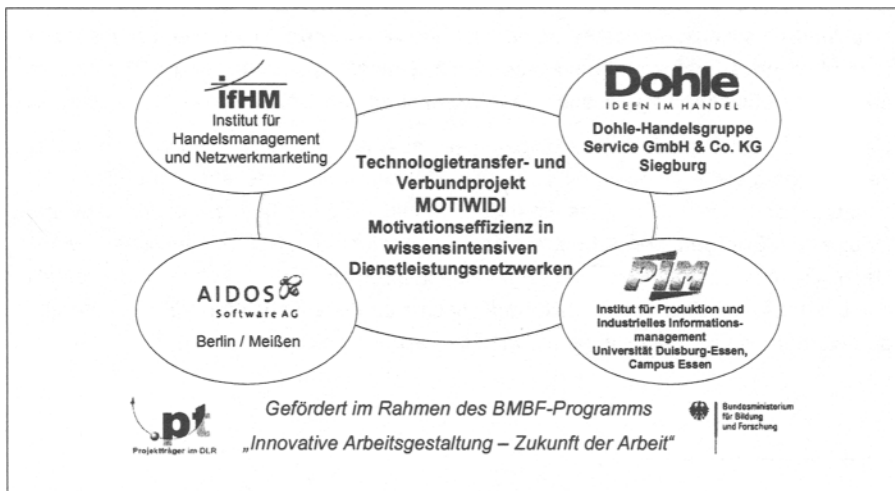 IfHM
Institut für
Handelsmanagement
und Netzwerkmarketing
Dohle
IDEEN IM HANDEL
Dohle-Handelsgruppe
Service GmbH & Co. KG
Siegburg
Technologietransfer- und
Verbundprojekt
MOTIWIDI
Motivationseffizienz in
wissensintensiven
Dienstleistungsnetzwerken
AIDOS
Software AG
Berlin / Meißen
PIM
Institut für Produktion und
Industrielles Informations-
management
Universität Duisburg-Essen,
Campus Essen
pt
Projektträger im DLR
Gefördert im Rahmen des BMBF-Programms
„Innovative Arbeitsgestaltung – Zukunft der Arbeit“
Bundesministerium
für Bildung
und Forschung